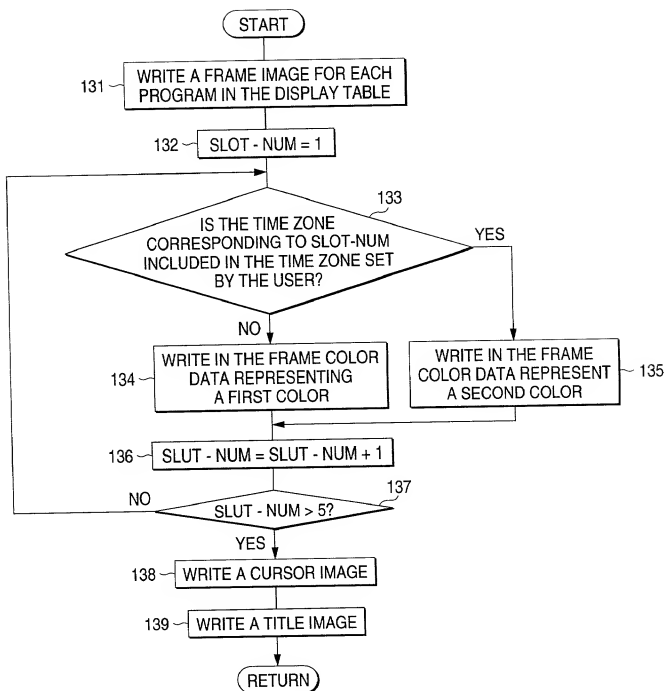 START
131
WRITE A FRAME IMAGE FOR EACH
PROGRAM IN THE DISPLAY TABLE
132
SLOT - NUM = 1
133
IS THE TIME ZONE
CORRESPONDING TO SLOT-NUM
INCLUDED IN THE TIME ZONE SET
BY THE USER?
YES
NO
134
WRITE IN THE FRAME COLOR
DATA REPRESENTING
A FIRST COLOR
WRITE IN THE FRAME
COLOR DATA REPRESENT
A SECOND COLOR
135
136
SLUT - NUM = SLUT - NUM + 1
NO
137
SLUT - NUM > 5?
YES
138
WRITE A CURSOR IMAGE
139
WRITE A TITLE IMAGE
RETURN